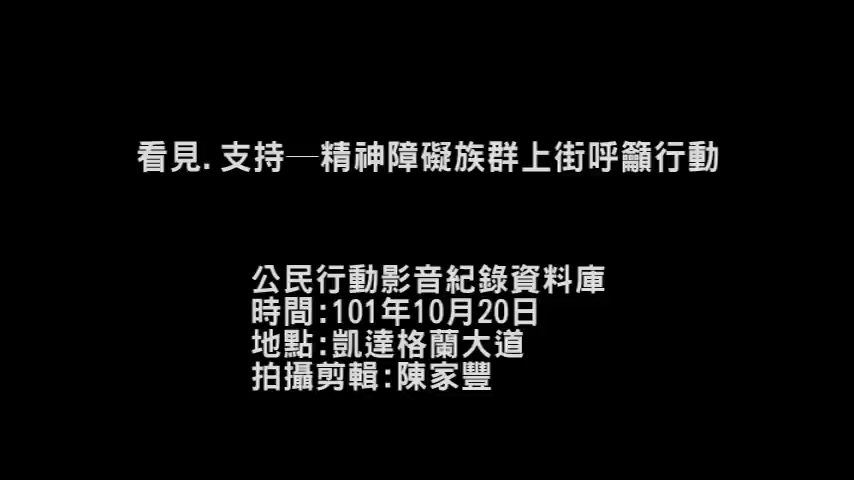 看見.支持─精神障礙族群上街呼籲行動
公民行動影音紀錄資料庫
時間:101年10月20日
地點:凱達格蘭大道
拍攝剪輯:陳家豐